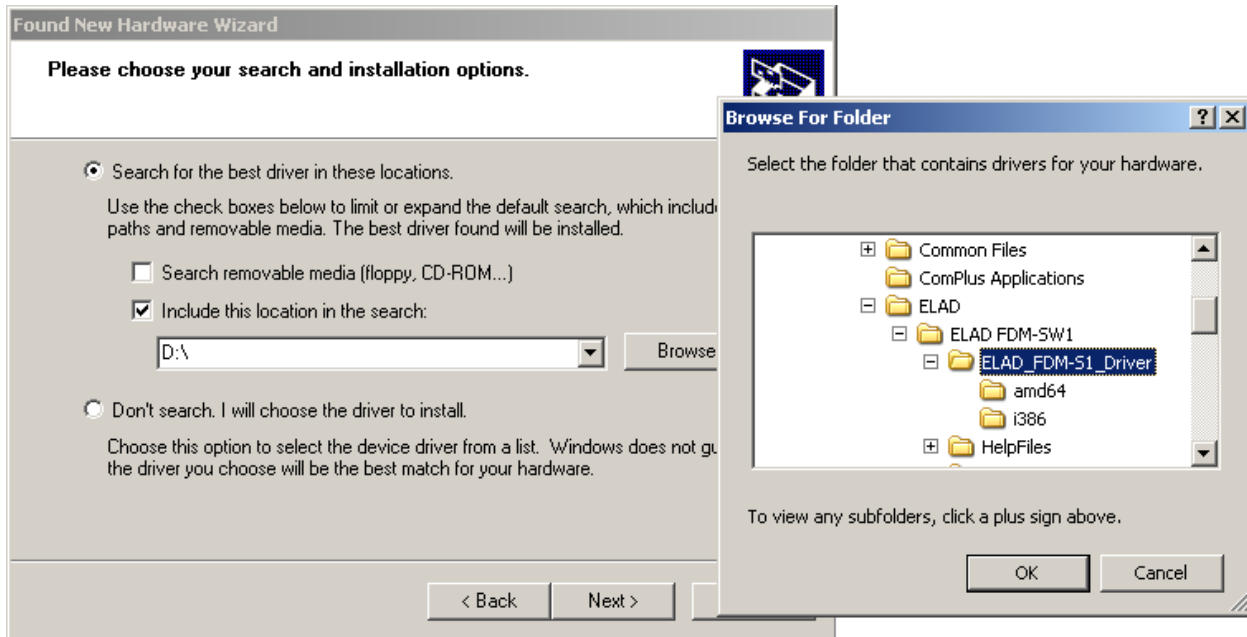 Found New Hardware Wizard
Please choose your search and installation options.
Search for the best driver in these locations.
Use the check boxes below to limit or expand the default search, which
paths and removable media. The best driver found will be installed.
Search removable media (floppy, CD-ROM...)
Include this location in the search:
D:\
Browse
Don't search. I will choose the driver to install.
Choose this option to select the device driver from a list. Windows does not
the driver you choose will be the best match for your hardware.
< Back
Next >
Browse For Folder
Select the folder that contains drivers for your hardware.
Common Files
ComPlus Applications
ELAD
ELAD FDM-SW1
ELAD_FDM-S1_Driver
amd64
i386
HelpFiles
To view any subfolders, click a plus sign above.
OK
Cancel